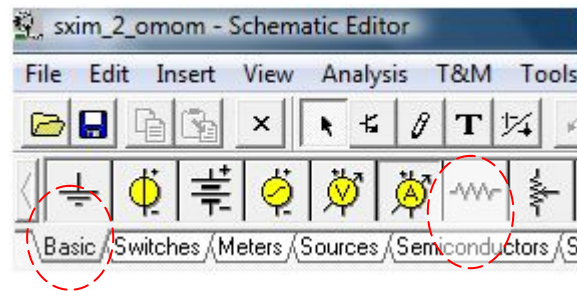 sxim_2_omom - Schematic Editor
File Edit Insert View Analysis T&M Tools
T
V A
Basic Switches Meters Sources Semiconductors S